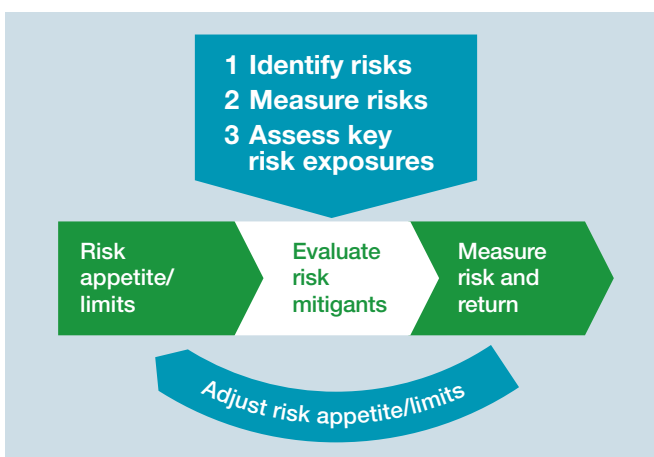 1 Identify risks
2 Measure risks
3 Assess key
risk exposures
Risk
appetite/
limits
Evaluate
risk
mitigants
Measure
risk and
return
Adjust risk appetite/limits